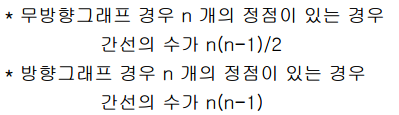 * 무방향그래프 경우 n 개의 정점이 있는 경우
간선의 수가 n(n-1)/2
* 방향그래프 경우 n 개의 정점이 있는 경우
간선의 수가 n(n-1)